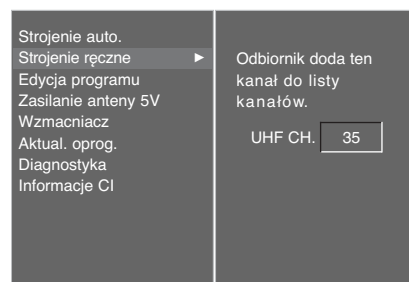 Strojenie auto.
Strojenie ręczne
Edycja programu
Zasilanie anteny 5V
Wzmacniacz
Aktual. oprog.
Diagnostyka
Informacje CI
Odbiornik doda ten
kanał do listy
kanałów.
UHF CH. 35